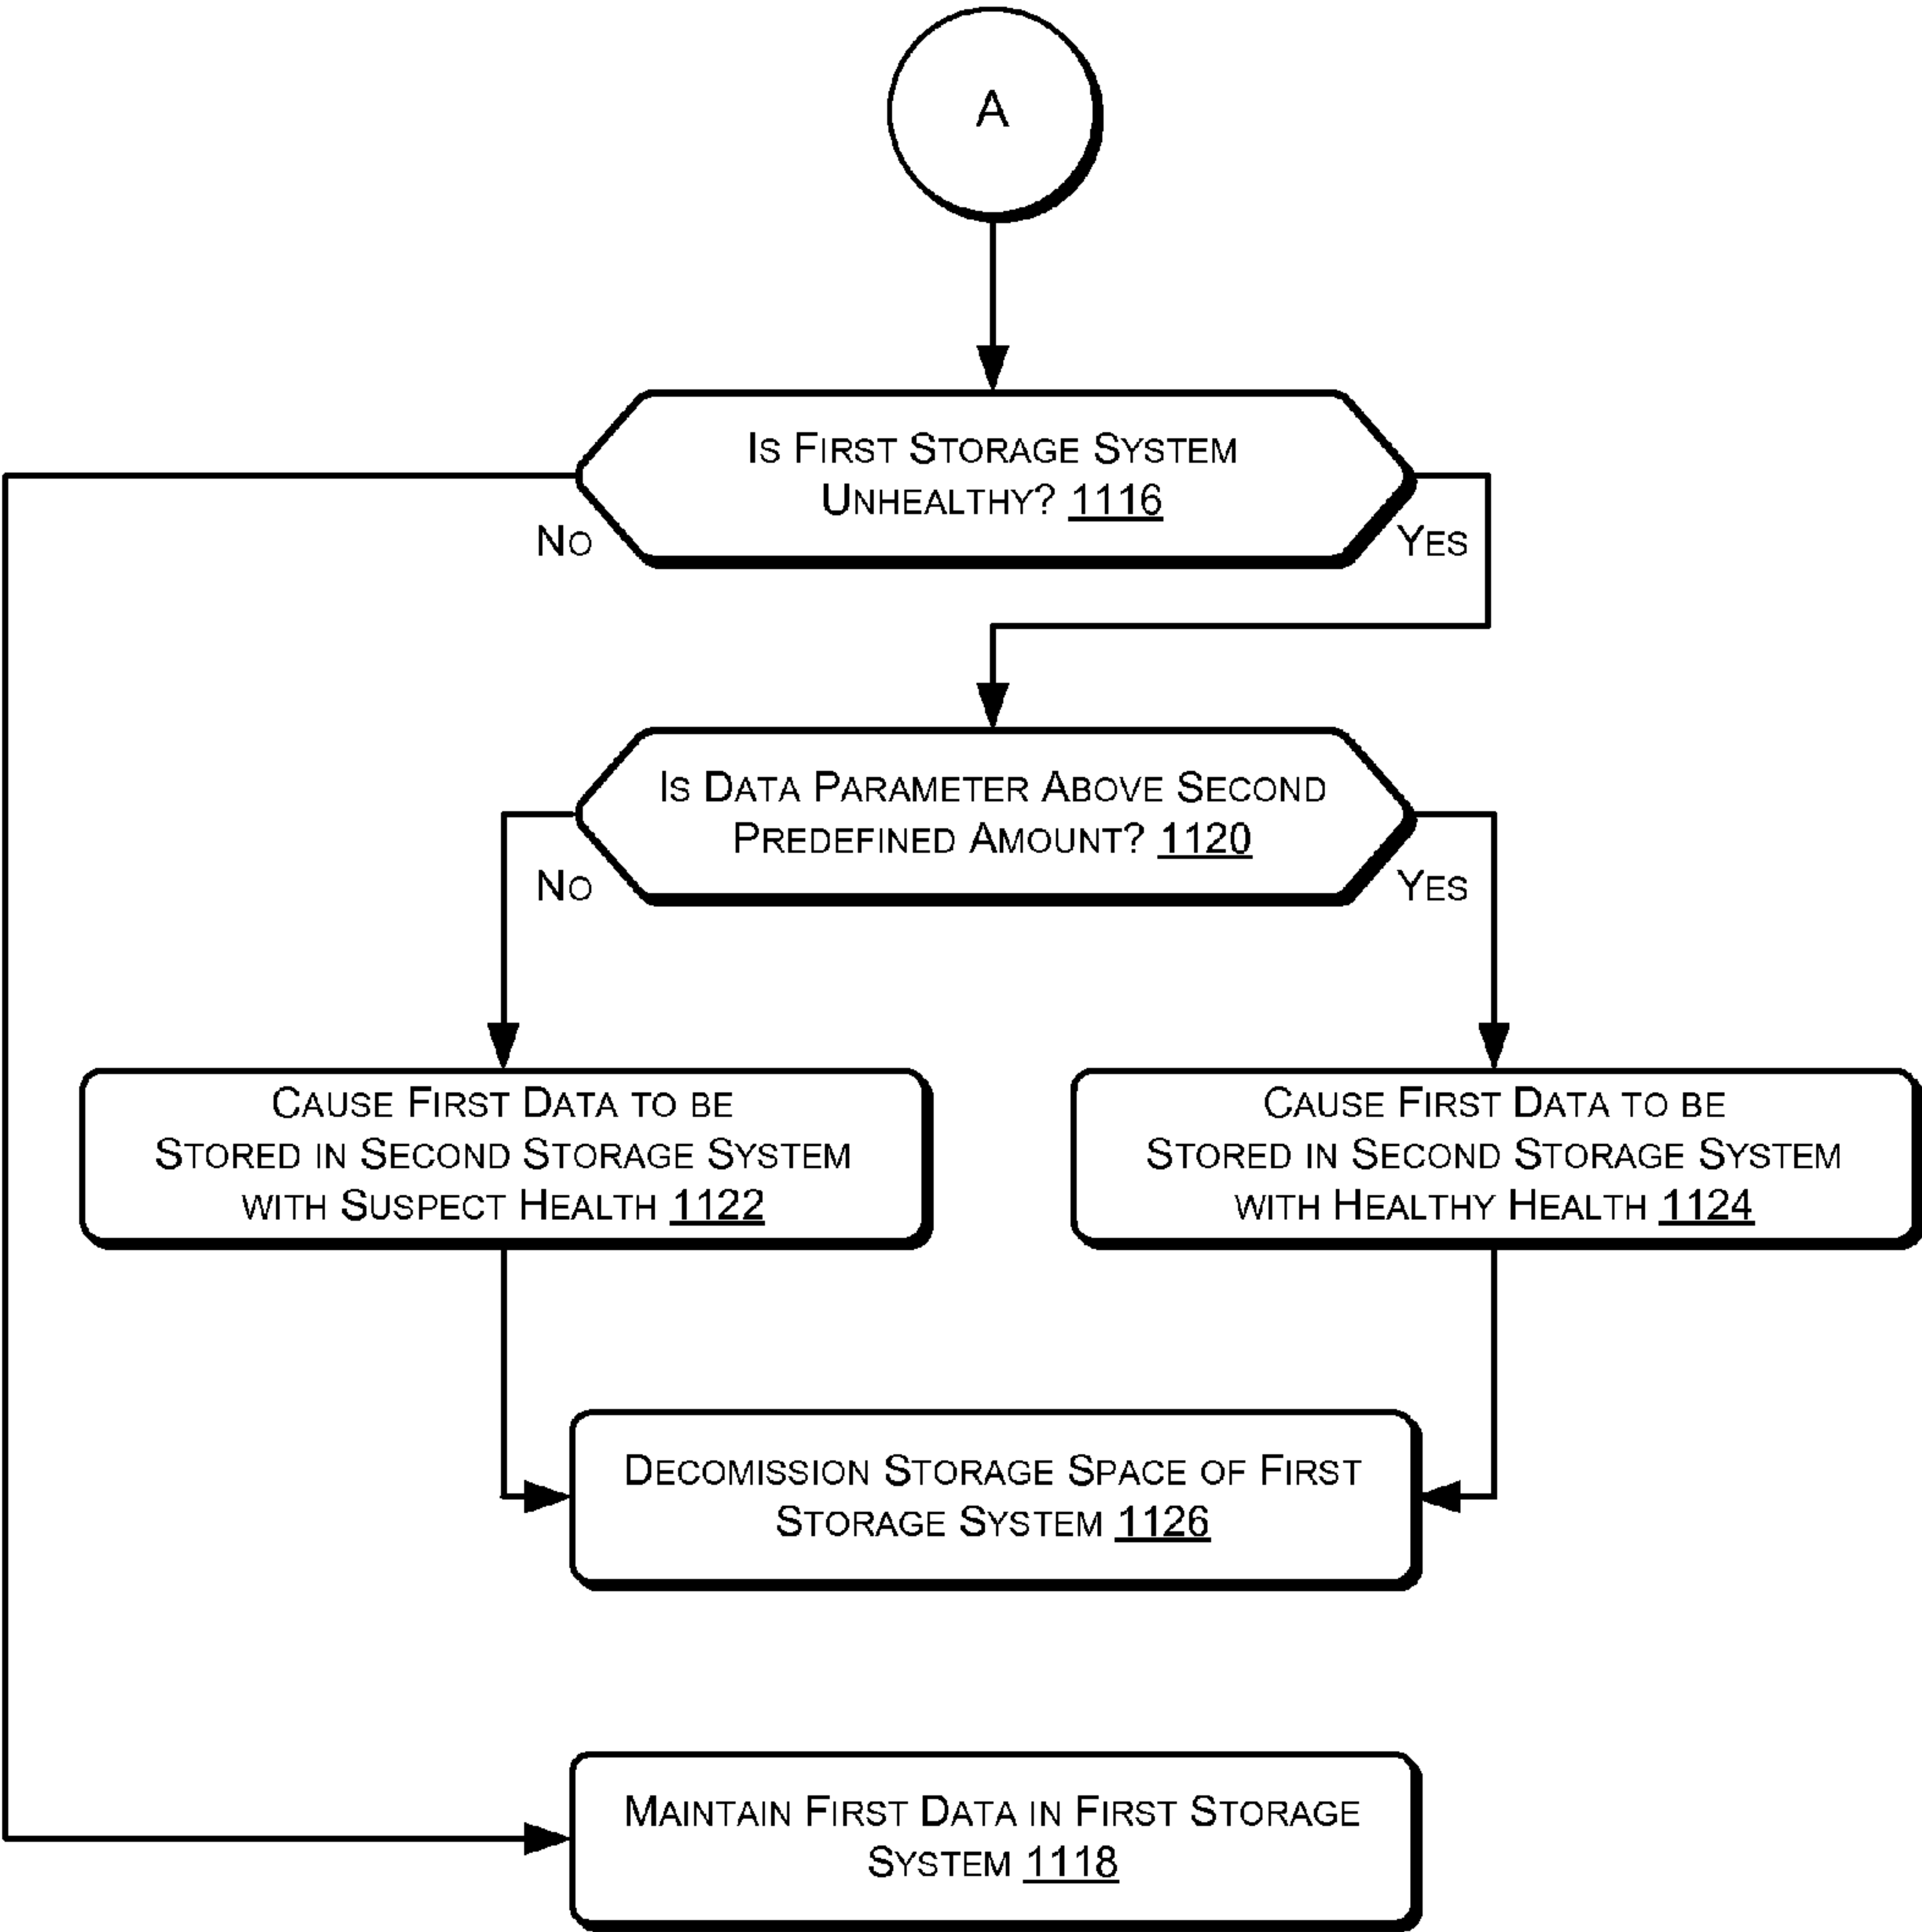 A
IS FIRST STORAGE SYSTEM
UNHEALTHY? 1116
NO
YES
IS DATA PARAMETER ABOVE SECOND
PREDEFINED AMOUNT? 1120
NO
YES
CAUSE FIRST DATA TO BE
STORED IN SECOND STORAGE SYSTEM
WITH SUSPECT HEALTH 1122
CAUSE FIRST DATA TO BE
STORED IN SECOND STORAGE SYSTEM
WITH HEALTHY HEALTH 1124
DECOMISSION STORAGE SPACE OF FIRST
STORAGE SYSTEM 1126
MAINTAIN FIRST DATA IN FIRST STORAGE
SYSTEM 1118